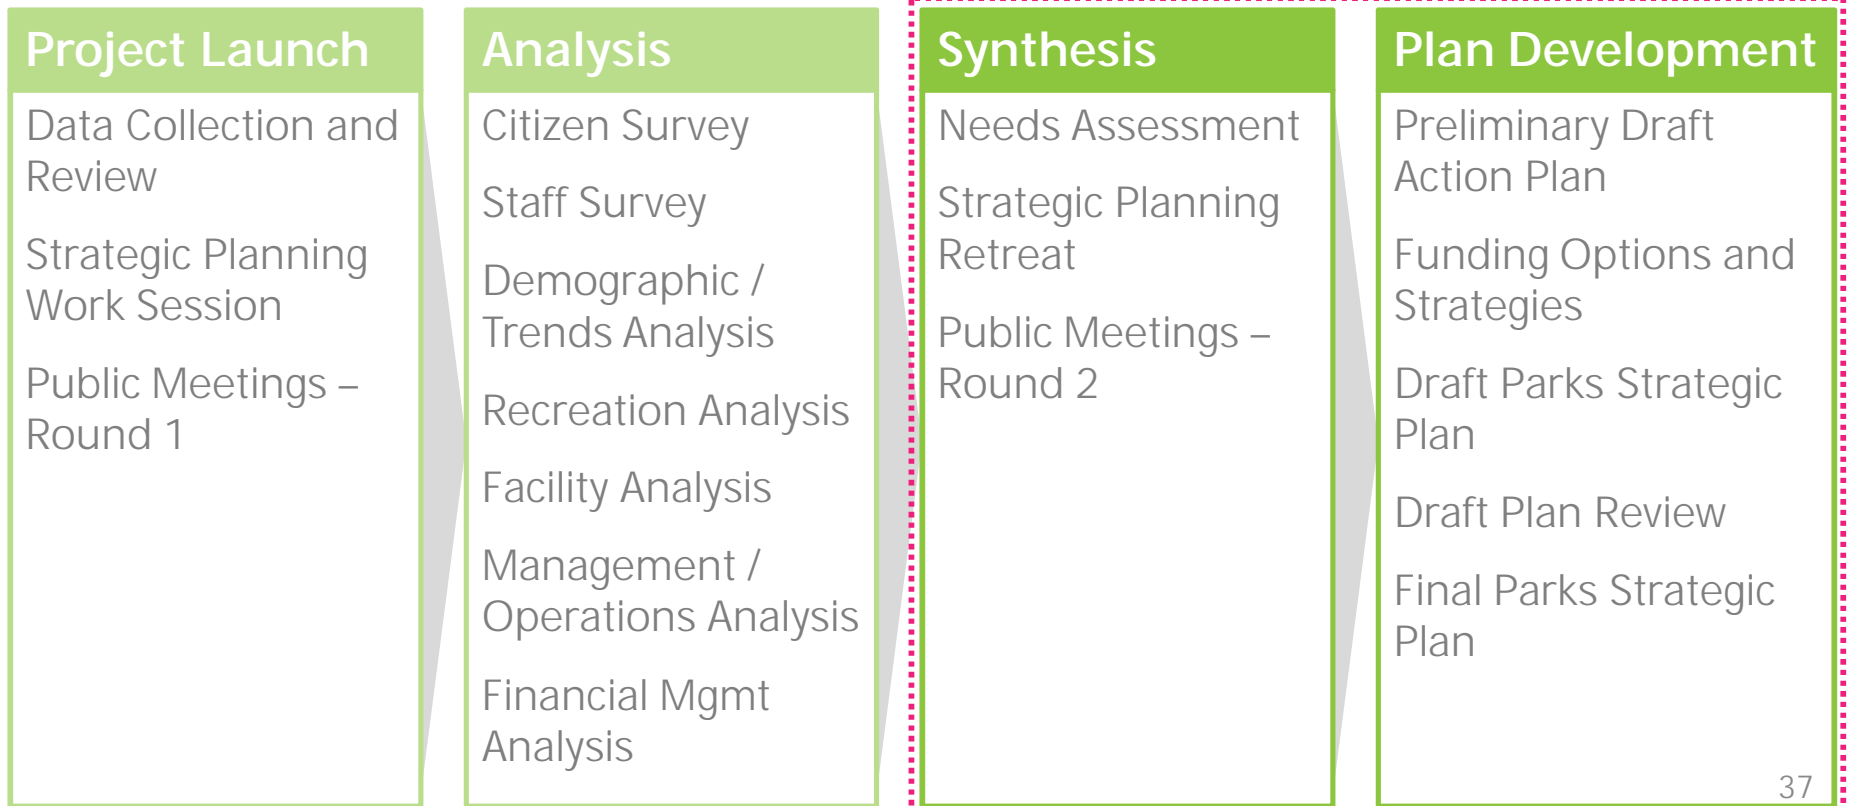 Project Launch
Data Collection and
Review
Strategic Planning
Work Session
Public Meetings –
Round 1
Analysis
Citizen Survey
Staff Survey
Demographic /
Trends Analysis
Recreation Analysis
Facility Analysis
Management /
Operations Analysis
Financial Mgmt
Analysis
Synthesis
Needs Assessment
Strategic Planning
Retreat
Public Meetings –
Round 2
Plan Development
Preliminary Draft
Action Plan
Funding Options and
Strategies
Draft Parks Strategic
Plan
Draft Plan Review
Final Parks Strategic
Plan
37